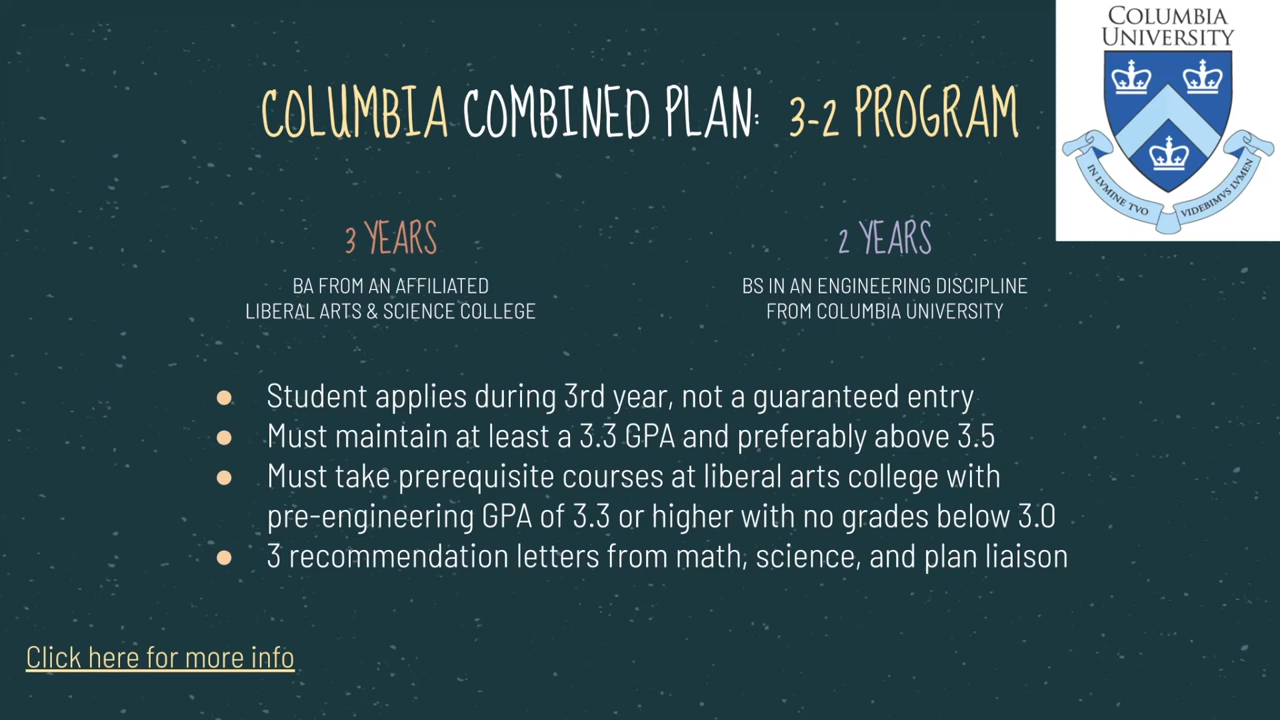 COLUMBIA
UNIVERSITY
IN LVMINE TVO VIDEBIMVS LVMEN
COLUMBIA COMBINED PLAN: 3-2 PROGRAM
3 YEARS
BA FROM AN AFFILIATED
LIBERAL ARTS & SCIENCE COLLEGE
2 YEARS
BS IN AN ENGINEERING DISCIPLINE
FROM COLUMBIA UNIVERSITY
● Student applies during 3rd year, not a guaranteed entry
● Must maintain at least a 3.3 GPA and preferably above 3.5
● Must take prerequisite courses at liberal arts college with
pre-engineering GPA of 3.3 or higher with no grades below 3.0
● 3 recommendation letters from math, science, and plan liaison
Click here for more info